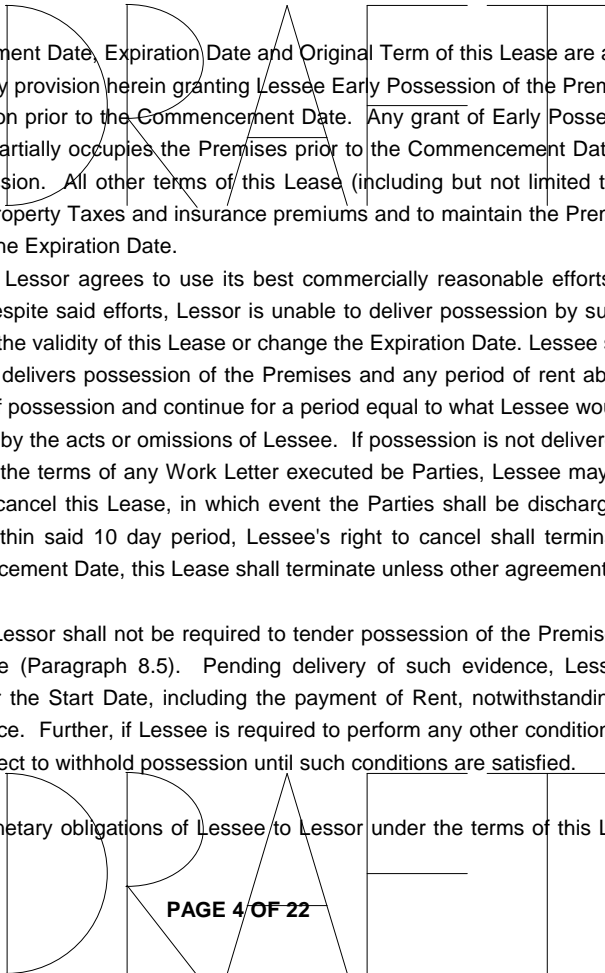 ment Date, Expiration Date and Original Term of this Lease are a
y provision herein granting Lessee Early Possession of the Prem
on prior to the Commencement Date. Any grant of Early Posse
artially occupies the Premises prior to the Commencement Dat
sion. All other terms of this Lease (including but not limited t
roperty Taxes and insurance premiums and to maintain the Prem
he Expiration Date.
Lessor agrees to use its best commercially reasonable efforts
espite said efforts, Lessor is unable to deliver possession by su
the validity of this Lease or change the Expiration Date. Lessee s
delivers possession of the Premises and any period of rent ab
f possession and continue for a period equal to what Lessee wou
by the acts or omissions of Lessee. If possession is not deliver
the terms of any Work Letter executed be Parties, Lessee may
cancel this Lease, in which event the Parties shall be discharg
thin said 10 day period, Lessee's right to cancel shall termin
cement Date, this Lease shall terminate unless other agreement
Lessor shall not be required to tender possession of the Premis
e (Paragraph 8.5). Pending delivery of such evidence, Less
r the Start Date, including the payment of Rent, notwithstandin
ce. Further, if Lessee is required to perform any other condition
ect to withhold possession until such conditions are satisfied.
netary obligations of Lessee to Lessor under the terms of this L
PAGE 4 OF 22
DRAFT
DRAFT